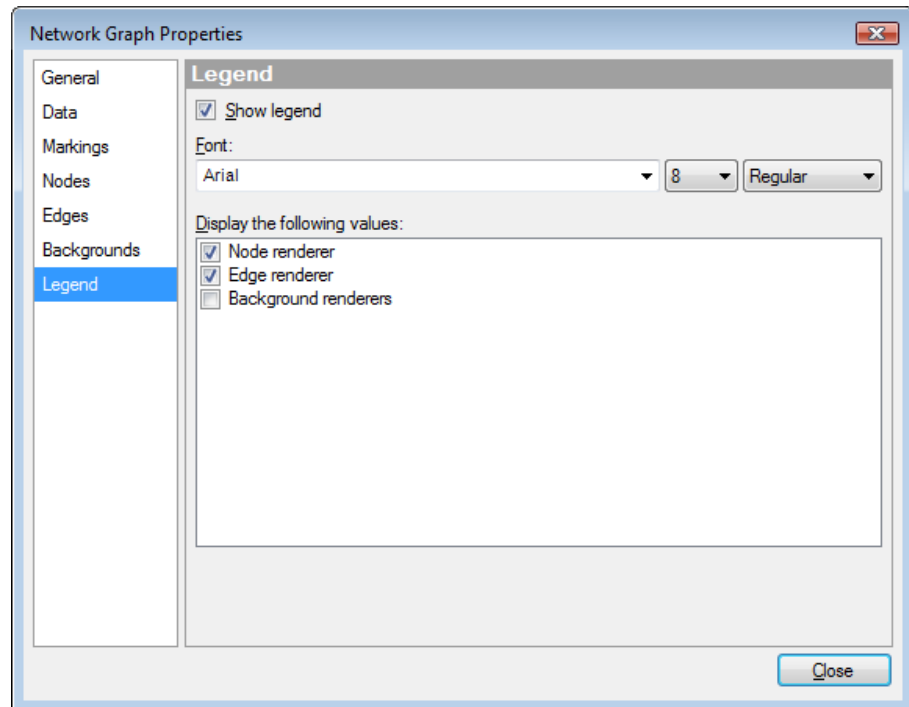 Network Graph Properties
General
Data
Markings
Nodes
Edges
Backgrounds
Legend
Legend
Show legend
Font:
Arial 8 Regular
Display the following values:
Node renderer
Edge renderer
Background renderers
Close